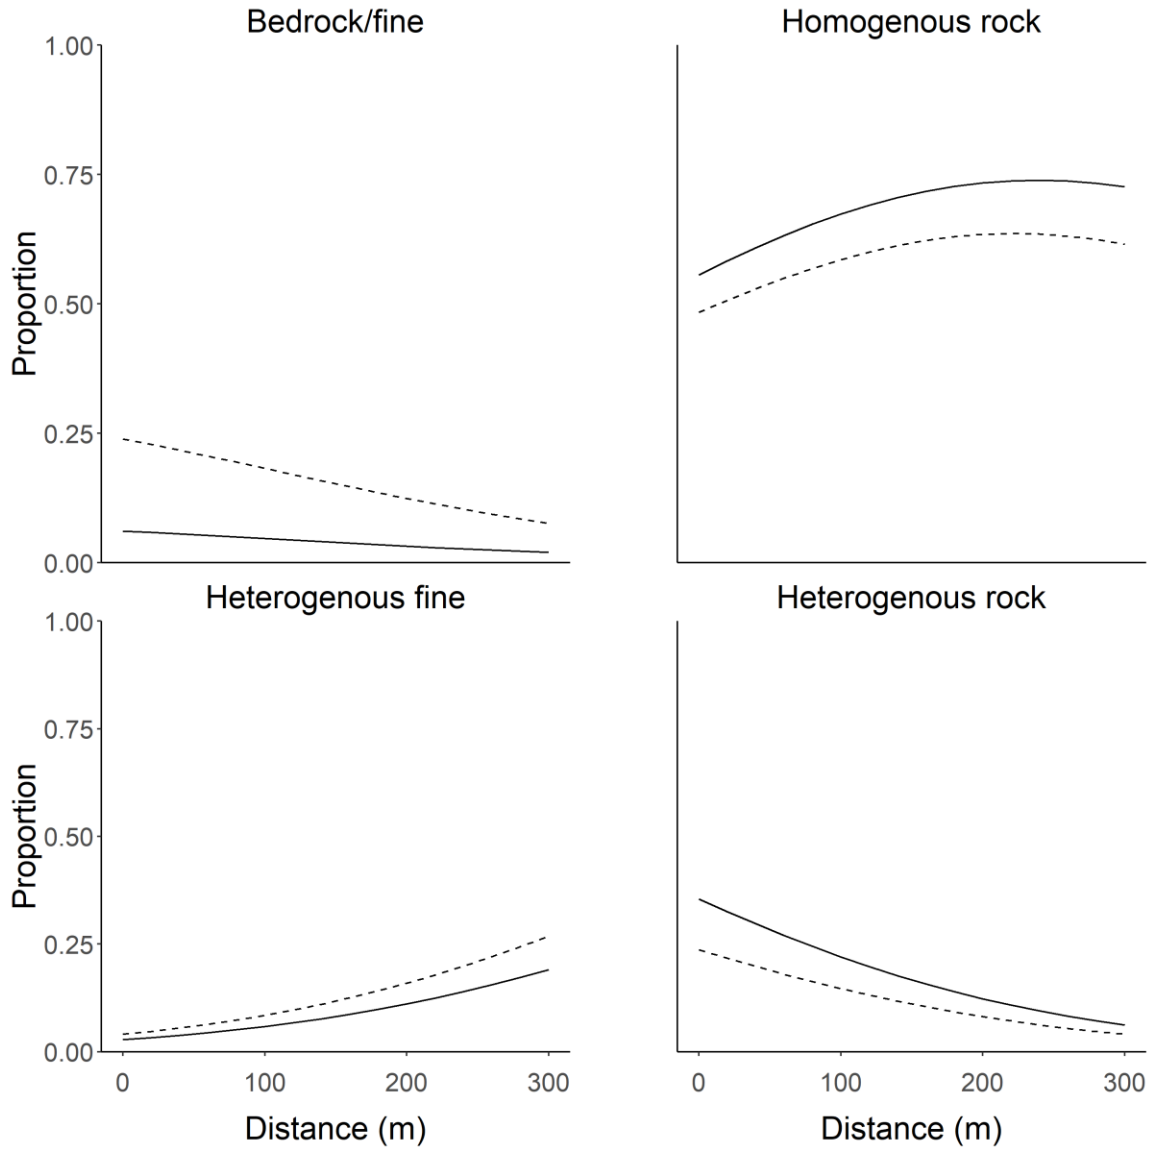 Bedrock/fine
Homogenous rock
1.00
0.75
0.50
0.25
0.00
Proportion
Heterogenous fine
Heterogenous rock
1.00
0.75
0.50
0.25
0.00
Proportion
0 100 200 300
0 100 200 300
Distance (m)
Distance (m)